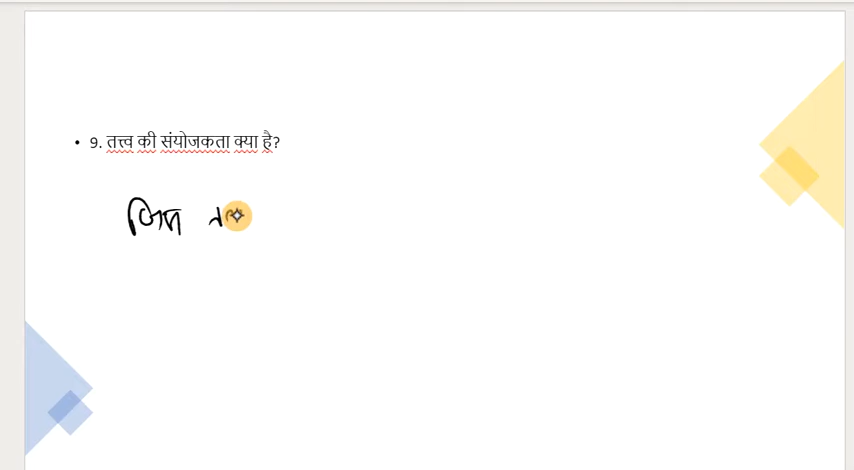 • 9. तत्त्व की संयोजकता क्या है?
जिस